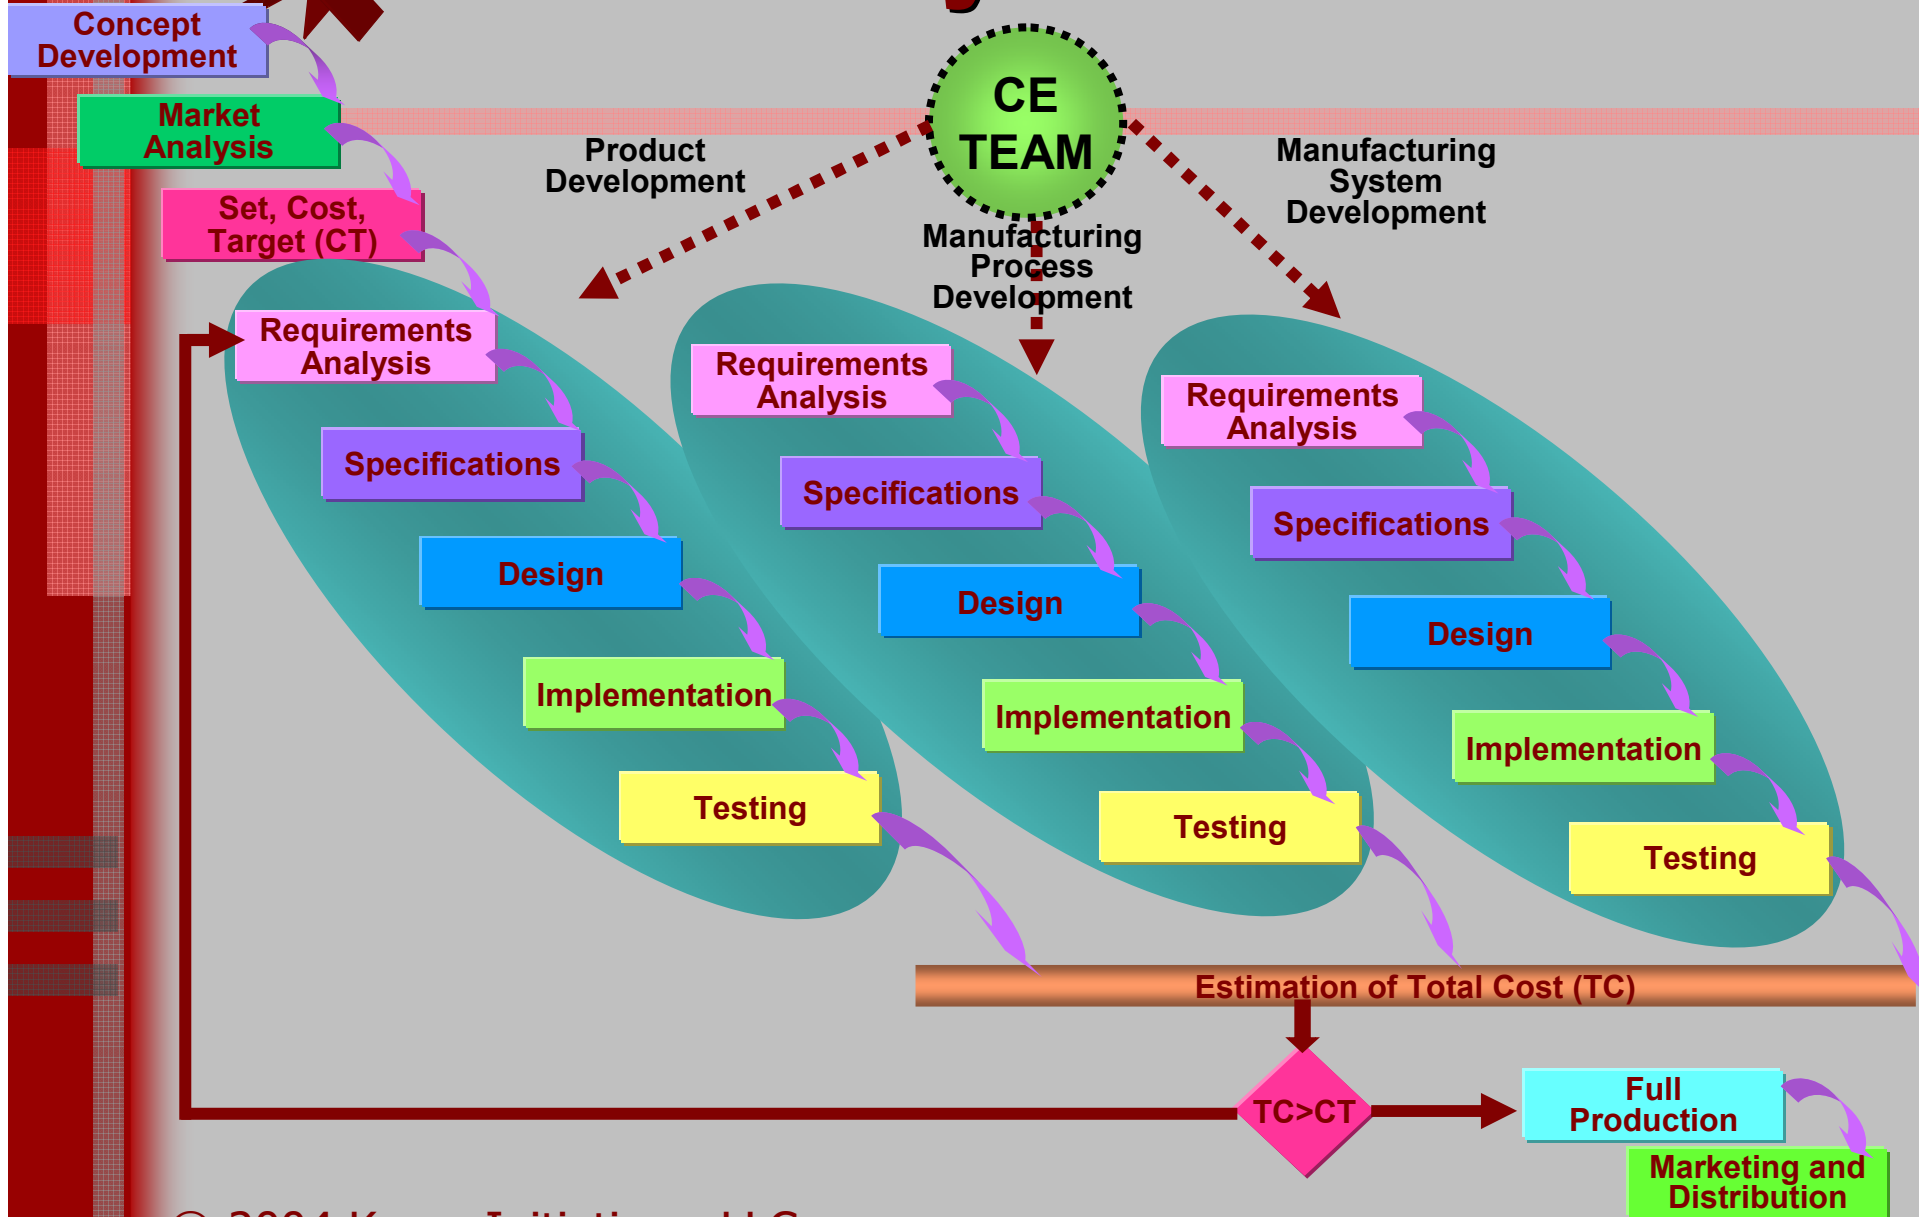 Concept
Development
Market
Analysis
Set, Cost,
Target (CT)
CE
TEAM
Product
Development
Manufacturing
Process
Development
Manufacturing
System
Development
Requirements
Analysis
Specifications
Design
Implementation
Testing
Requirements
Analysis
Specifications
Design
Implementation
Testing
Requirements
Analysis
Specifications
Design
Implementation
Testing
Estimation of Total Cost (TC)
TC>CT
Full
Production
Marketing and
Distribution